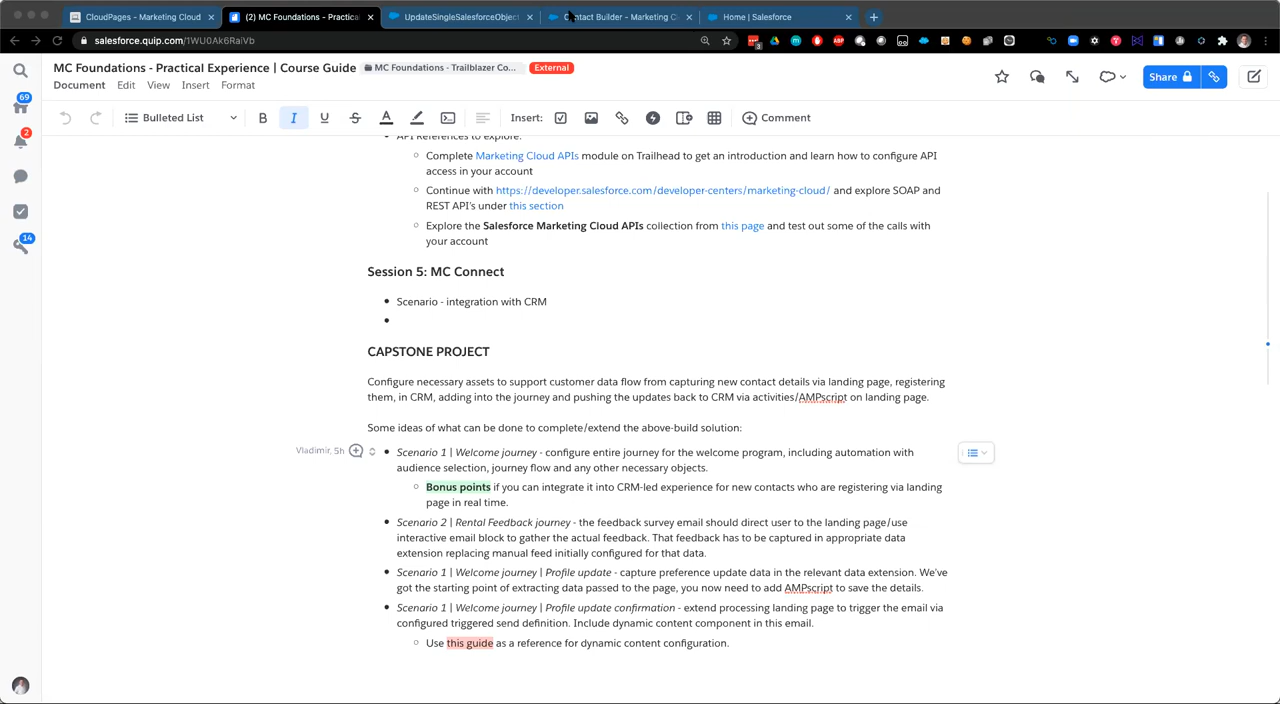 CloudPages - Marketing Cloud
(2) MC Foundations - Practical
UpdateSingleSalesforceObject
Contact Builder - Marketing Cl
Home | Salesforce
salesforce.quip.com/1WU0Ak6RaiVb
MC Foundations - Practical Experience | Course Guide
MC Foundations - Trailblazer Co...
External
Document Edit View Insert Format
Share
Bulleted List
B I U S A
Insert:
Comment
69
2
14
API References to explore:
Complete Marketing Cloud APIs module on Trailhead to get an introduction and learn how to configure API
access in your account
Continue with https://developer.salesforce.com/developer-centers/marketing-cloud/ and explore SOAP and
REST API's under this section
Explore the Salesforce Marketing Cloud APIs collection from this page and test out some of the calls with
your account
Session 5: MC Connect
Scenario - integration with CRM
CAPSTONE PROJECT
Configure necessary assets to support customer data flow from capturing new contact details via landing page, registering
them, in CRM, adding into the journey and pushing the updates back to CRM via activities/AMPscript on landing page.
Some ideas of what can be done to complete/extend the above-build solution:
Vladimir, 5h
Scenario 1 | Welcome journey - configure entire journey for the welcome program, including automation with
audience selection, journey flow and any other necessary objects.
Bonus points if you can integrate it into CRM-led experience for new contacts who are registering via landing
page in real time.
Scenario 2 | Rental Feedback journey - the feedback survey email should direct user to the landing page/use
interactive email block to gather the actual feedback. That feedback has to be captured in appropriate data
extension replacing manual feed initially configured for that data.
Scenario 1 | Welcome journey | Profile update - capture preference update data in the relevant data extension. We've
got the starting point of extracting data passed to the page, you now need to add AMPscript to save the details.
Scenario 1 | Welcome journey | Profile update confirmation - extend processing landing page to trigger the email via
configured triggered send definition. Include dynamic content component in this email.
Use this guide as a reference for dynamic content configuration.